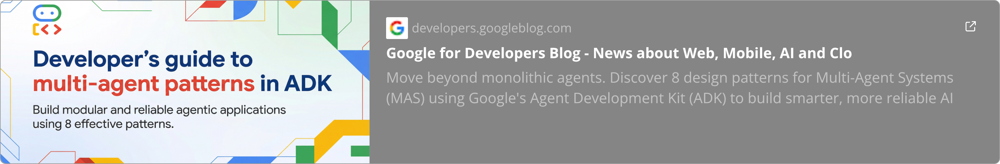 Developer's guide to
multi-agent patterns in ADK
Build modular and reliable agentic applications
using 8 effective patterns.
developers.googleblog.com
Google for Developers Blog - News about Web, Mobile, AI and Clo
Move beyond monolithic agents. Discover 8 design patterns for Multi-Agent Systems
(MAS) using Google's Agent Development Kit (ADK) to build smarter, more reliable AI